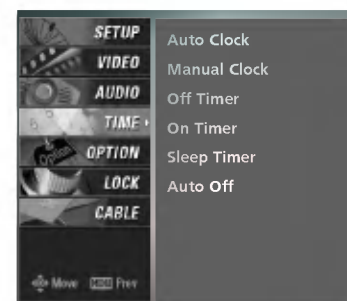 SETUP
VIDEO
AUDIO
TIME
OPTION
LOCK
CABLE
Move MENU Prev
Auto Clock
Manual Clock
Off Timer
On Timer
Sleep Timer
Auto Off